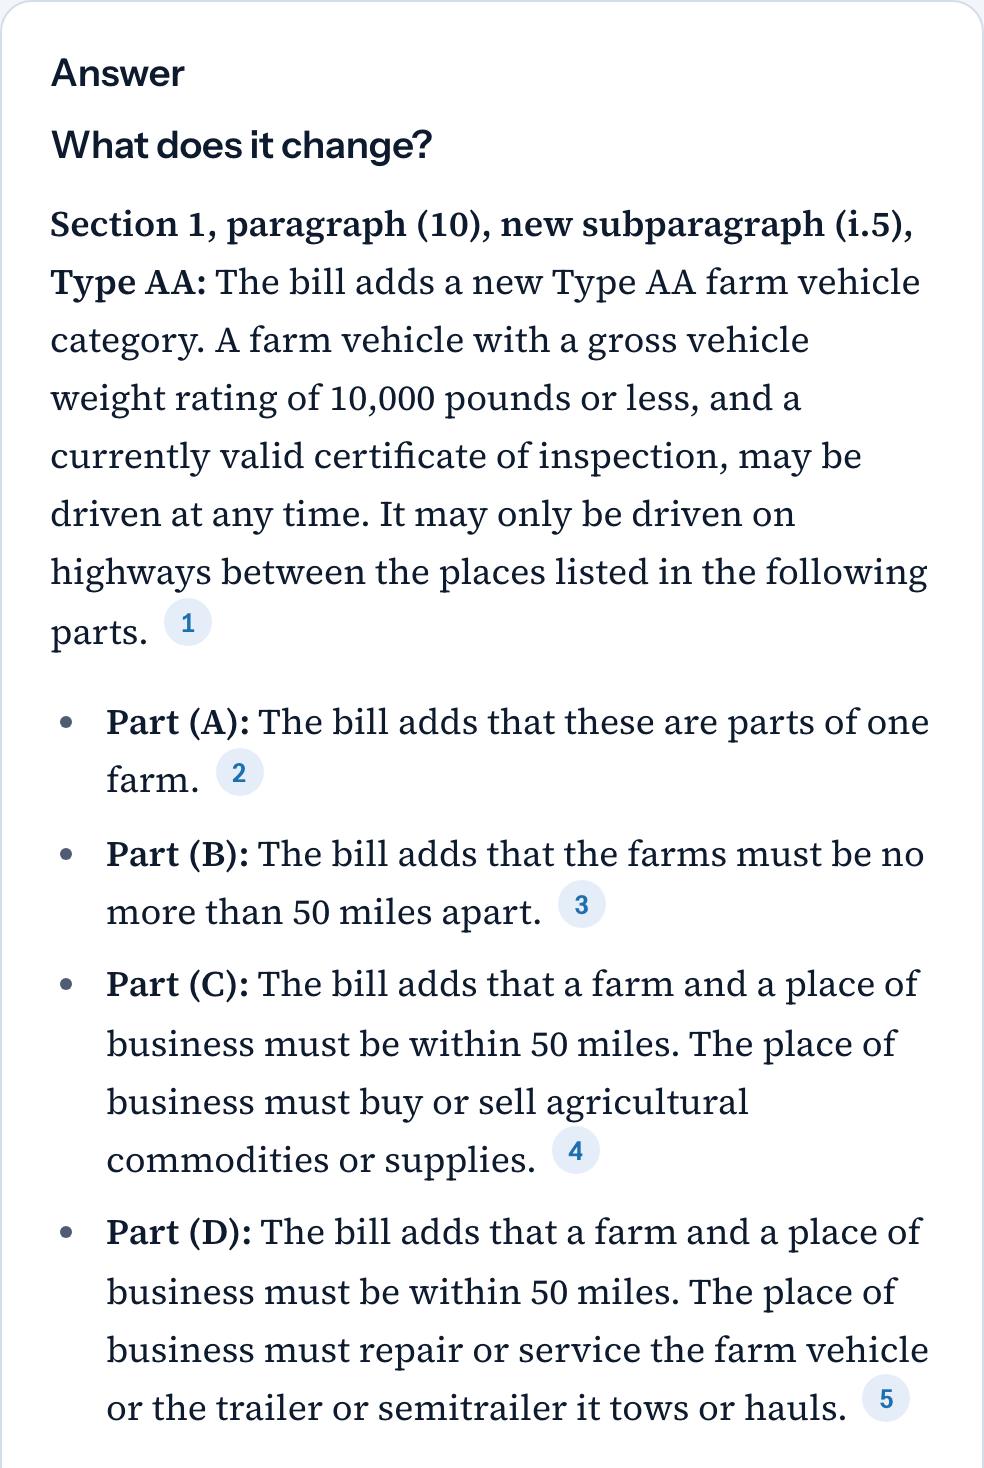 Answer
What does it change?
Section 1, paragraph (10), new subparagraph (i.5),
Type AA: The bill adds a new Type AA farm vehicle
category. A farm vehicle with a gross vehicle
weight rating of 10,000 pounds or less, and a
currently valid certificate of inspection, may be
driven at any time. It may only be driven on
highways between the places listed in the following
parts. 1
• Part (A): The bill adds that these are parts of one
farm. 2
• Part (B): The bill adds that the farms must be no
more than 50 miles apart. 3
• Part (C): The bill adds that a farm and a place of
business must be within 50 miles. The place of
business must buy or sell agricultural
commodities or supplies. 4
• Part (D): The bill adds that a farm and a place of
business must be within 50 miles. The place of
business must repair or service the farm vehicle
or the trailer or semitrailer it tows or hauls. 5